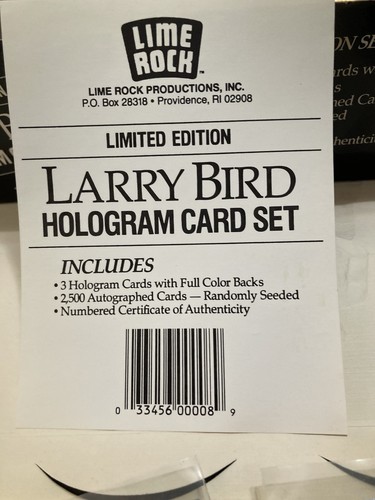 LIME
ROCK™
LIME ROCK PRODUCTIONS, INC.
P.O. Box 28318 • Providence, RI 02908
LIMITED EDITION
LARRY BIRD
HOLOGRAM CARD SET
INCLUDES
• 3 Hologram Cards with Full Color Backs
• 2,500 Autographed Cards — Randomly Seeded
• Numbered Certificate of Authenticity
0 33456 00008 9